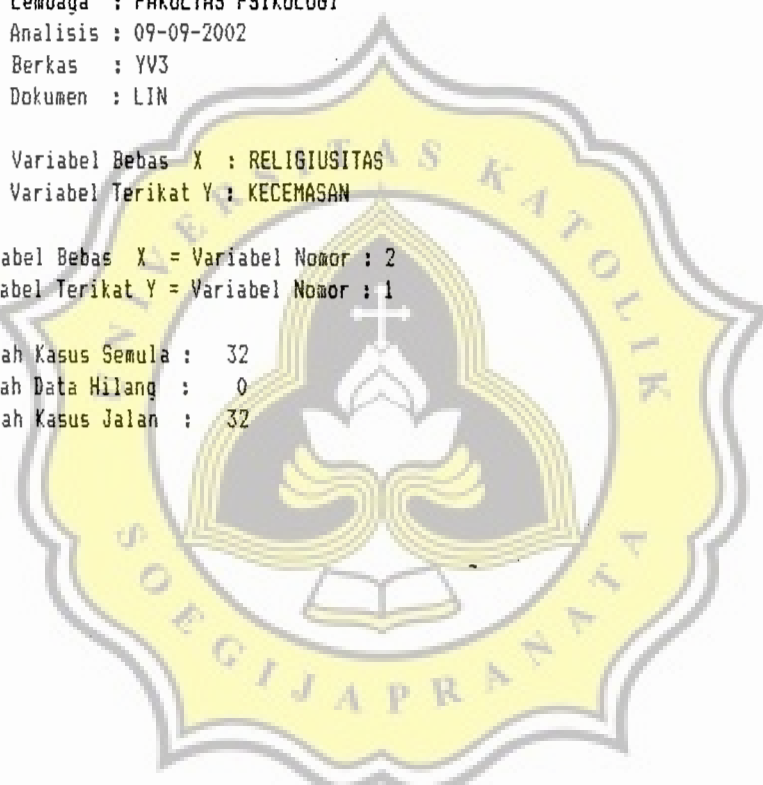 Lembaga : FAKULTAS PSIKOLOGI
Analisis : 09-09-2002
Berkas : YV3
Dokumen : LIN
Variabel Bebas X : RELIGIUSITAS
Variabel Terikat Y : KECEMASAN
abel Bebas X = Variabel Nomor : 2
abel Terikat Y = Variabel Nomor : 1
ah Kasus Semula : 32
ah Data Hilang : 0
ah Kasus Jalan : 32
UNIVERSITAS KATOLIK
SOEGIJAPRANATA